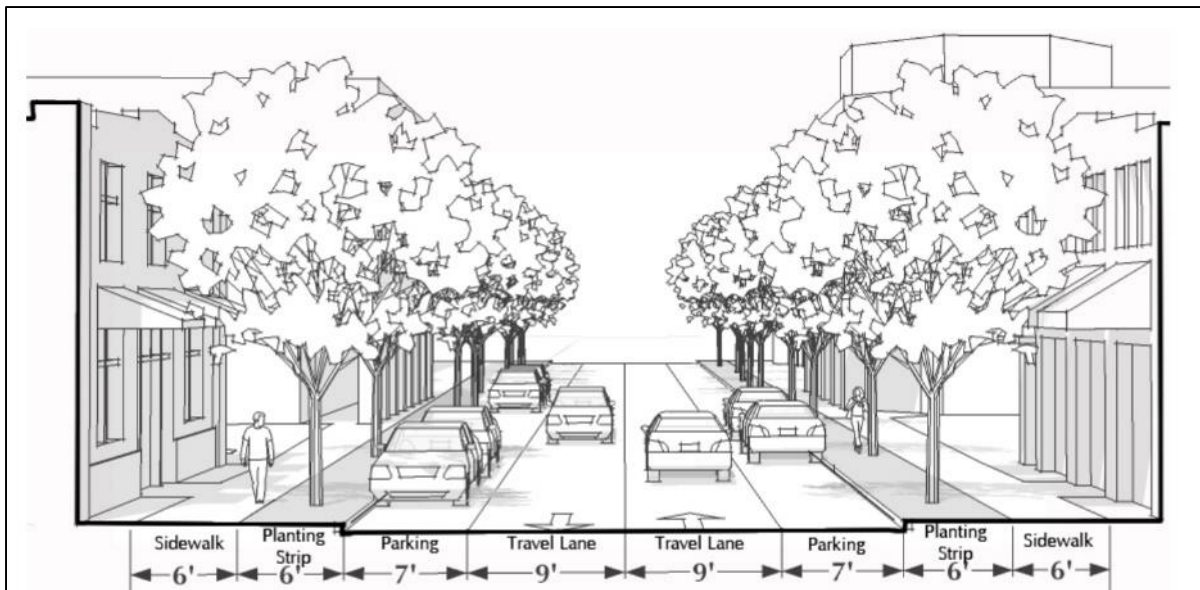 Sidewalk
Planting
Strip
Parking
Travel Lane
Travel Lane
Parking
Planting
Strip
Sidewalk
6'
6'
7'
9'
9'
7'
6'
6'